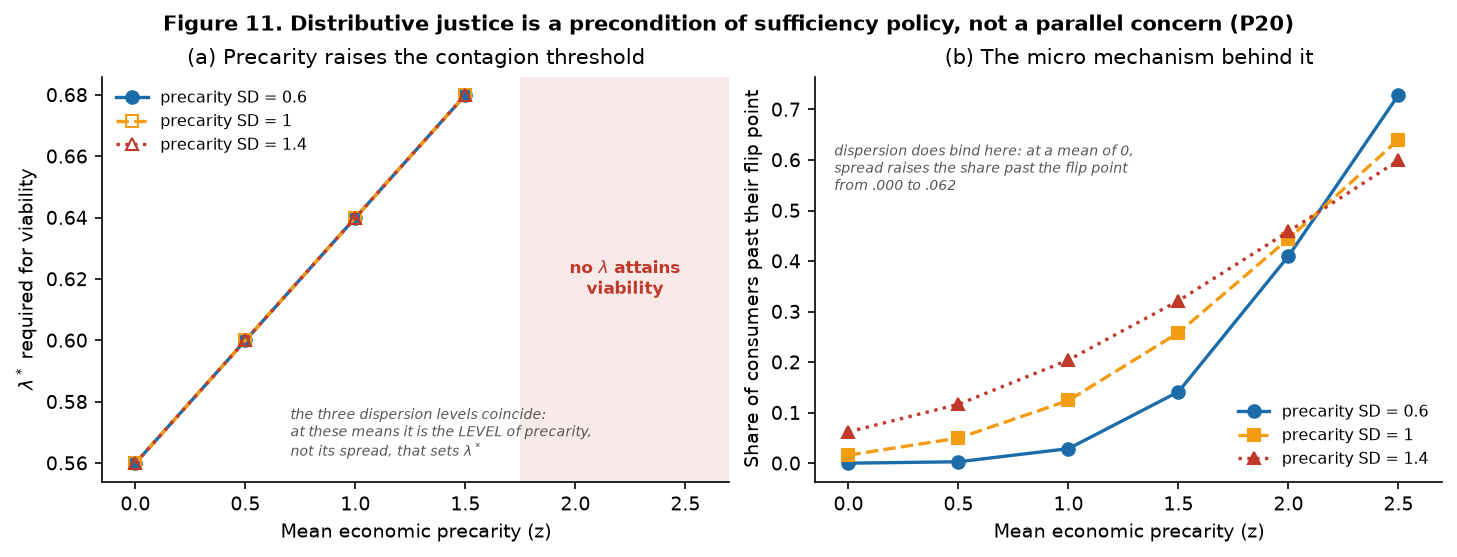 Figure 11. Distributive justice is a precondition of sufficiency policy, not a parallel concern (P20)
(a) Precarity raises the contagion threshold
λ* required for viability
0.68
0.66
0.64
0.62
0.60
0.58
0.56
precarity SD = 0.6
precarity SD = 1
precarity SD = 1.4
no λ attains
viability
the three dispersion levels coincide:
at these means it is the LEVEL of precarity,
not its spread, that sets λ*
0.0 0.5 1.0 1.5 2.0 2.5
Mean economic precarity (z)
(b) The micro mechanism behind it
Share of consumers past their flip point
0.7
0.6
0.5
0.4
0.3
0.2
0.1
0.0
dispersion does bind here: at a mean of 0,
spread raises the share past the flip point
from .000 to .062
precarity SD = 0.6
precarity SD = 1
precarity SD = 1.4
0.0 0.5 1.0 1.5 2.0 2.5
Mean economic precarity (z)